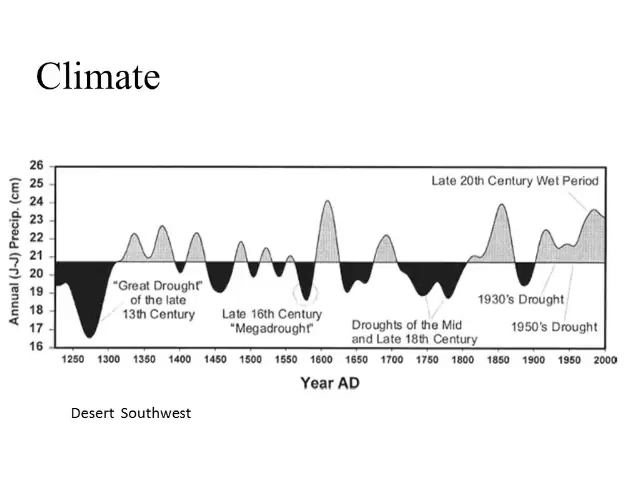 Climate
Annual (J-J) Precip. (cm)
26
25
24
23
22
21
20
19
18
17
16
Late 20th Century Wet Period
"Great Drought"
of the late
13th Century
Late 16th Century
"Megadrought"
Droughts of the Mid
and Late 18th Century
1930's Drought
1950's Drought
1250 1300 1350 1400 1450 1500 1550 1600 1650 1700 1750 1800 1850 1900 1950 2000
Year AD
Desert Southwest